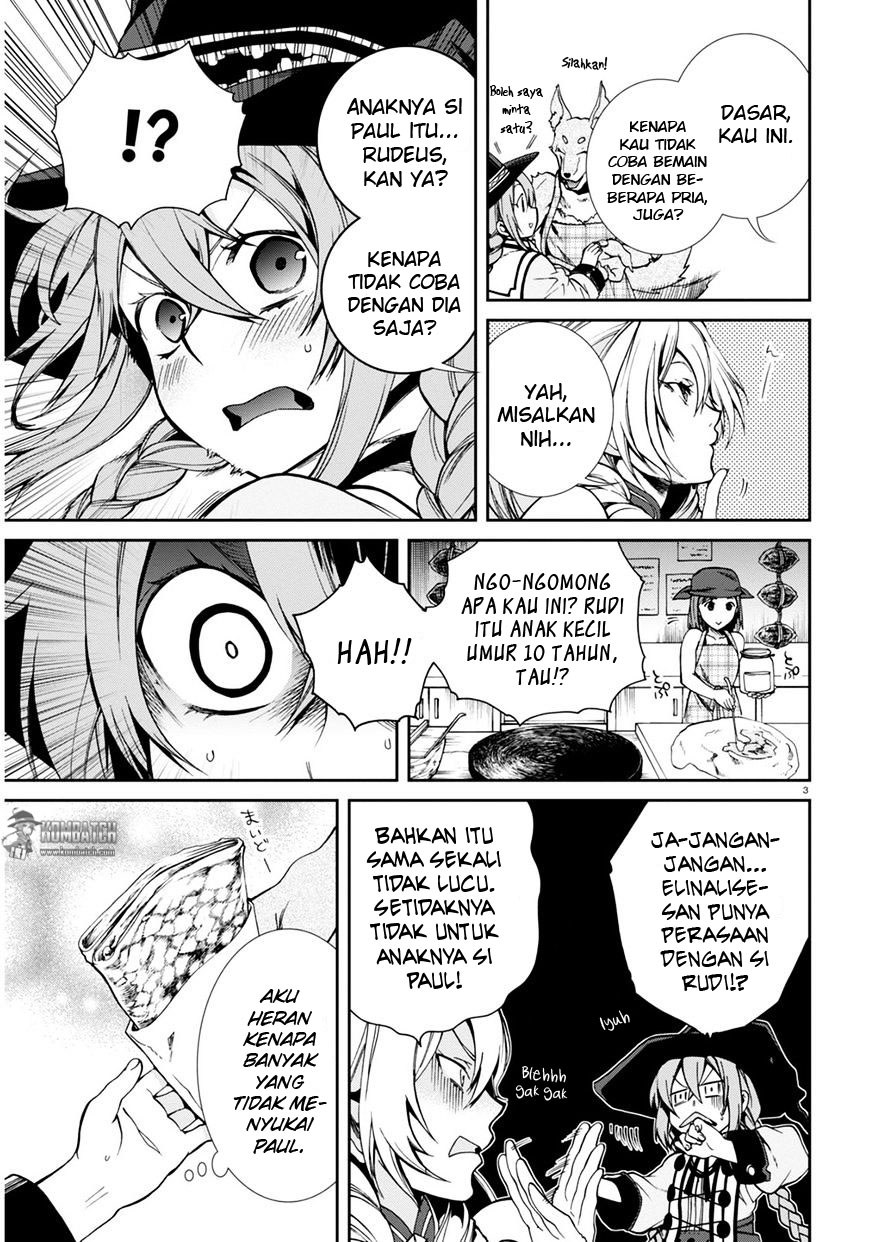 DASAR,
KAU INI.
KENAPA
KAU TIDAK
COBA BEMAIN
DENGAN BE-
BERAPA PRIA,
JUGA?
Silahkan!
Boleh saya
minta
satu?
YAH,
MISALKAN
NIH...
ANAKNYA SI
PAUL ITU...
RUDEUS,
KAN YA?
KENAPA
TIDAK COBA
DENGAN DIA
SAJA?
!?
NGO-NGOMONG
APA KAU INI? RUDI
ITU ANAK KECIL
UMUR 10 TAHUN,
TAU!?
HAH!!
3
JA-JANGAN-
JANGAN...
ELINALISE-
SAN PUNYA
PERASAAN
DENGAN SI
RUDI!?
BAHKAN ITU
SAMA SEKALI
TIDAK LUCU.
SETIDAKNYA
TIDAK UNTUK
ANAKNYA SI
PAUL!
Iyuh
Blehhh
gak gak
まいどー
AKU
HERAN
KENAPA
BANYAK
YANG
TIDAK ME-
NYUKAI
PAUL.
KOMBATCH
www.kombatch.com